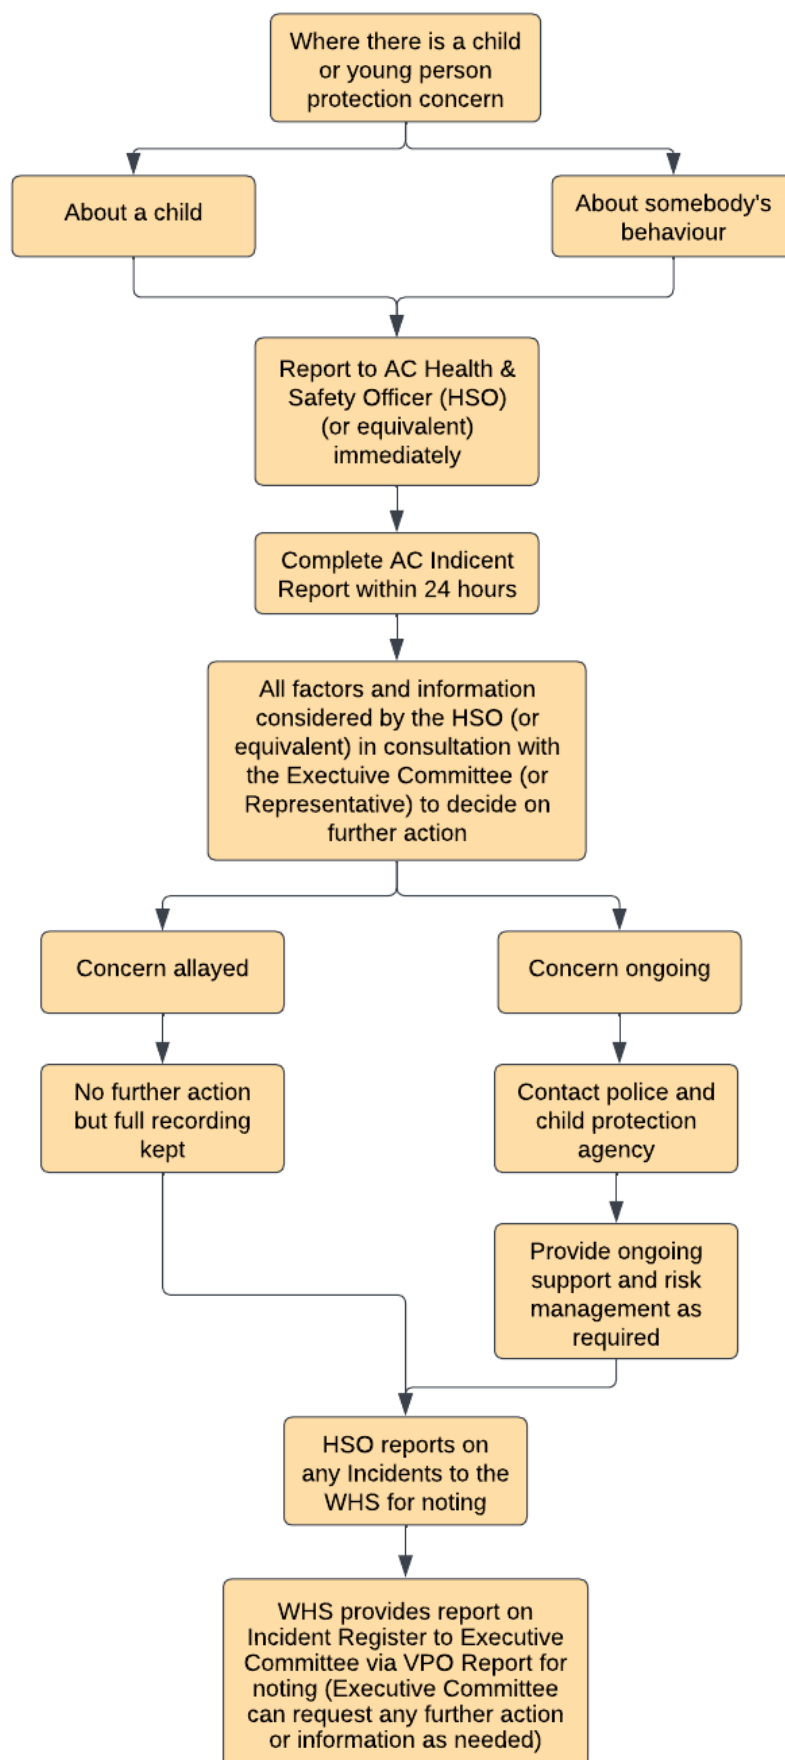 Where there is a child
or young person
protection concern
About a child
About somebody's
behaviour
Report to AC Health &
Safety Officer (HSO)
(or equivalent)
immediately
Complete AC Indicent
Report within 24 hours
All factors and information
considered by the HSO (or
equivalent) in consultation with
the Exectuive Committee (or
Representative) to decide on
further action
Concern allayed
Concern ongoing
No further action
but full recording
kept
Contact police and
child protection
agency
Provide ongoing
support and risk
management as
required
HSO reports on
any Incidents to the
WHS for noting
WHS provides report on
Incident Register to Executive
Committee via VPO Report for
noting (Executive Committee
can request any further action
or information as needed)